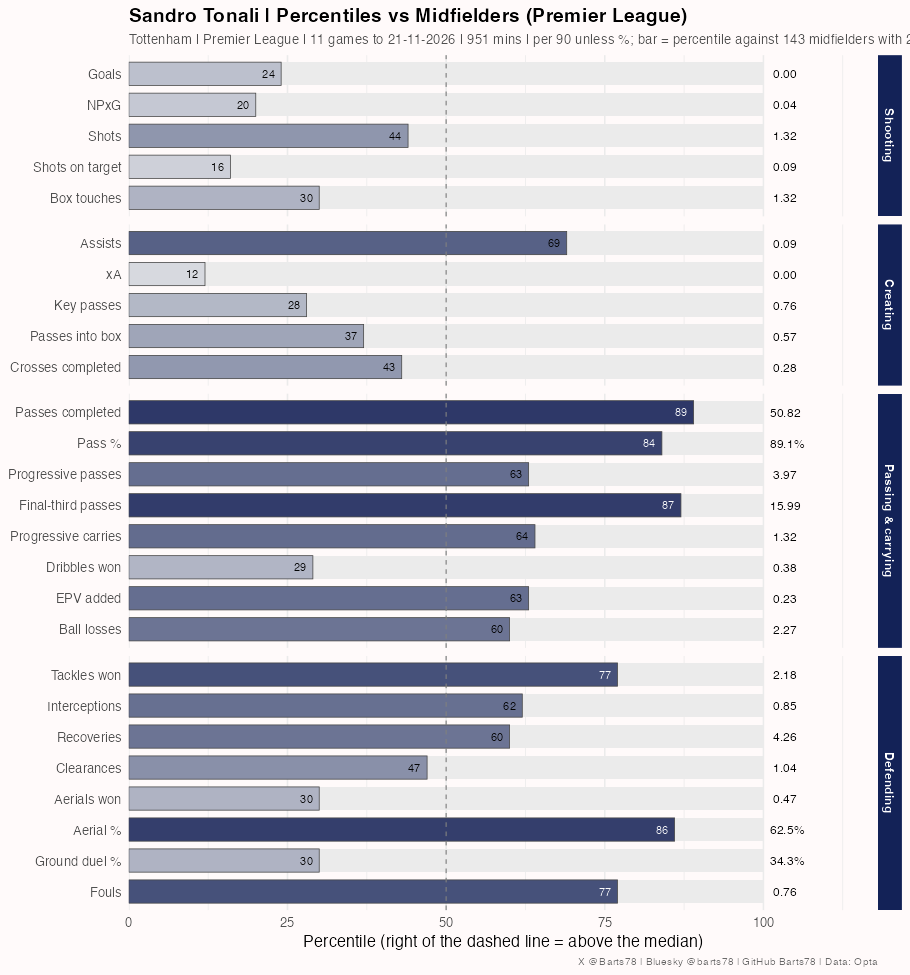 Sandro Tonali | Percentiles vs Midfielders (Premier League)
Tottenham | Premier League | 11 games to 21-11-2026 | 951 mins | per 90 unless %; bar = percentile against 143 midfielders with 2
Goals 24 0.00
NPxG 20 0.04
Shots 44 1.32
Shots on target 16 0.09
Box touches 30 1.32
Shooting
Assists 69 0.09
xA 12 0.00
Key passes 28 0.76
Passes into box 37 0.57
Crosses completed 43 0.28
Creating
Passes completed 89 50.82
Pass % 84 89.1%
Progressive passes 63 3.97
Final-third passes 87 15.99
Progressive carries 64 1.32
Dribbles won 29 0.38
EPV added 63 0.23
Ball losses 60 2.27
Passing & carrying
Tackles won 77 2.18
Interceptions 62 0.85
Recoveries 60 4.26
Clearances 47 1.04
Aerials won 30 0.47
Aerial % 86 62.5%
Ground duel % 30 34.3%
Fouls 77 0.76
Defending
0 25 50 75 100
Percentile (right of the dashed line = above the median)
X @Barts78 | Bluesky @barts78 | GitHub Barts78 | Data: Opta